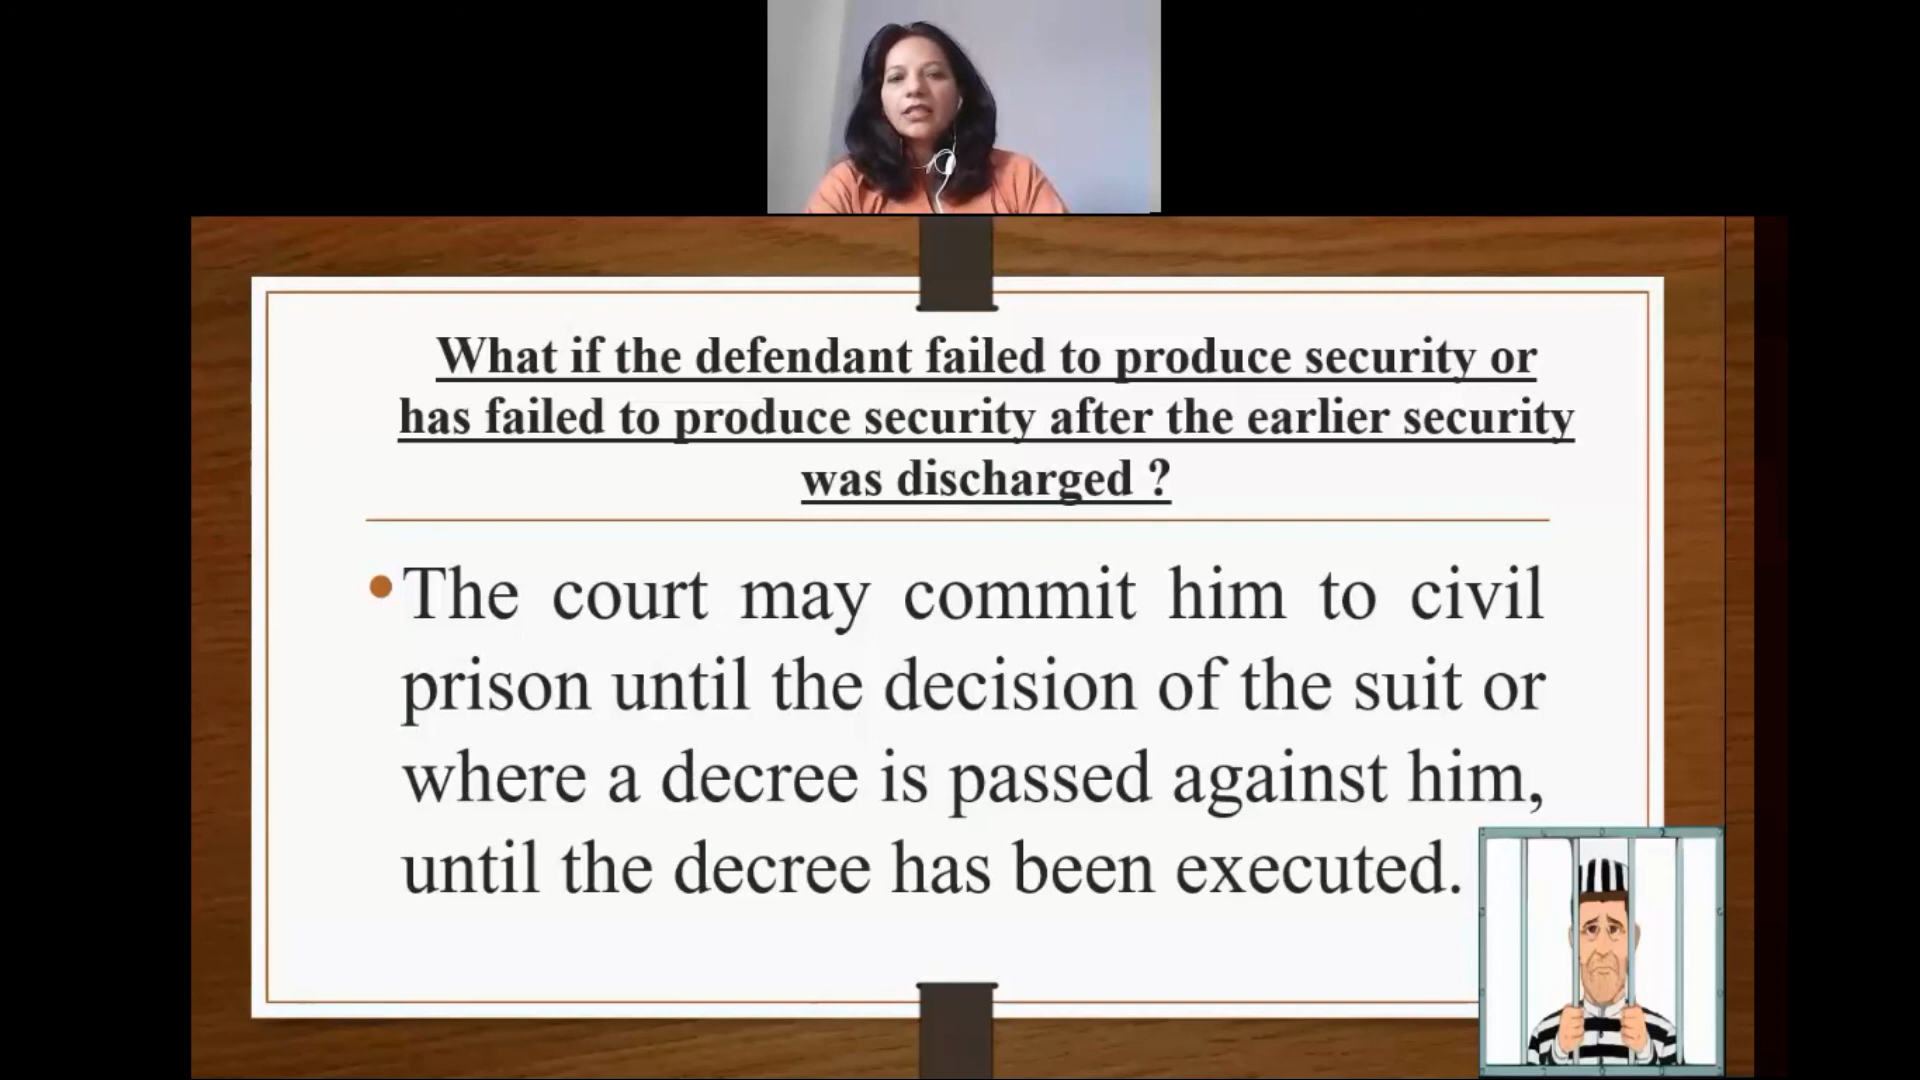 What if the defendant failed to produce security or
has failed to produce security after the earlier security
was discharged ?
•The court may commit him to civil
prison until the decision of the suit or
where a decree is passed against him,
until the decree has been executed.